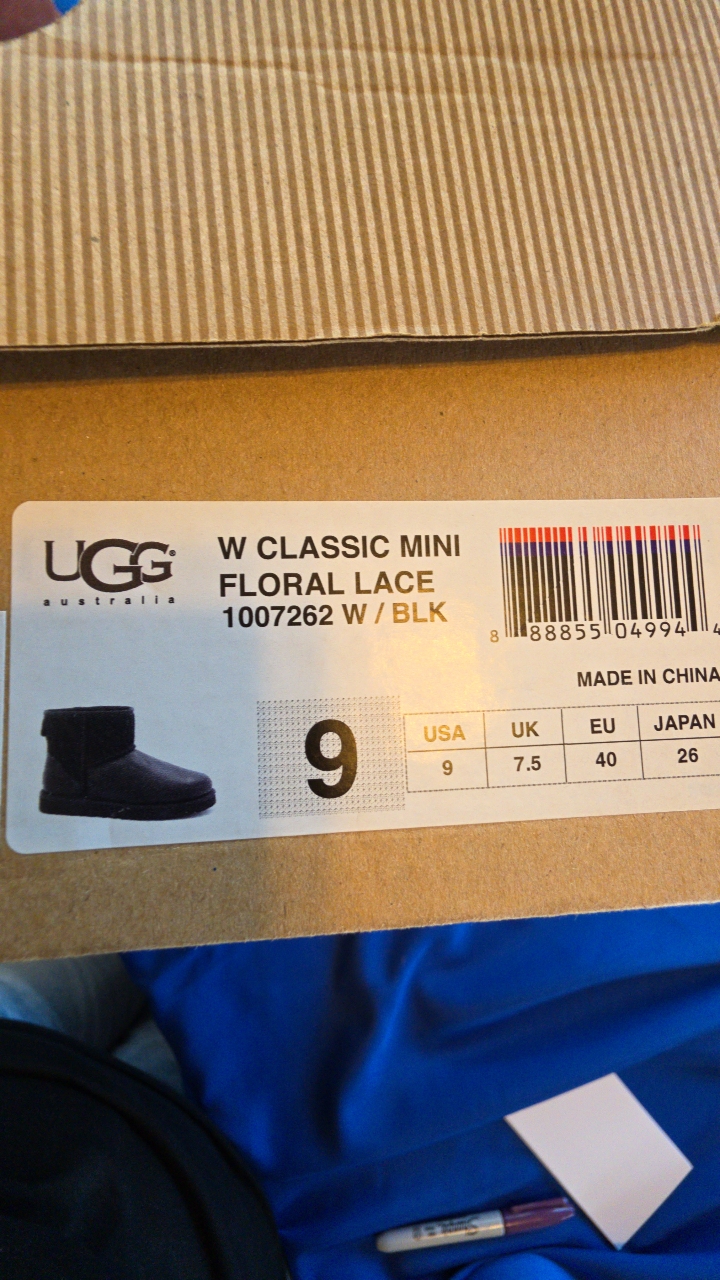 UGG®
australia
W CLASSIC MINI
FLORAL LACE
1007262 W / BLK
8 88855 04994 4
MADE IN CHINA
9
USA UK EU JAPAN
9 7.5 40 26